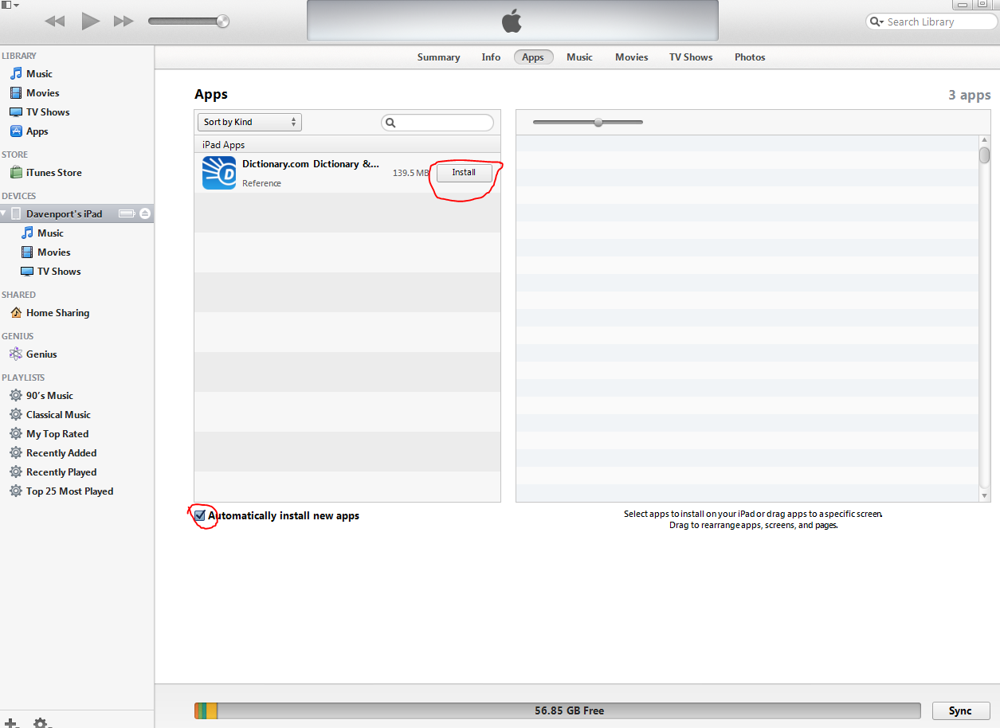 Search Library
LIBRARY
Music
Movies
TV Shows
Apps
STORE
iTunes Store
DEVICES
Davenport's iPad
Music
Movies
TV Shows
SHARED
Home Sharing
GENIUS
Genius
PLAYLISTS
90's Music
Classical Music
My Top Rated
Recently Added
Recently Played
Top 25 Most Played
Summary Info Apps Music Movies TV Shows Photos
Apps
3 apps
Sort by Kind
iPad Apps
Dictionary.com Dictionary &...
139.5 MB
Install
Reference
Automatically install new apps
Select apps to install on your iPad or drag apps to a specific screen.
Drag to rearrange apps, screens, and pages.
56.85 GB Free
Sync